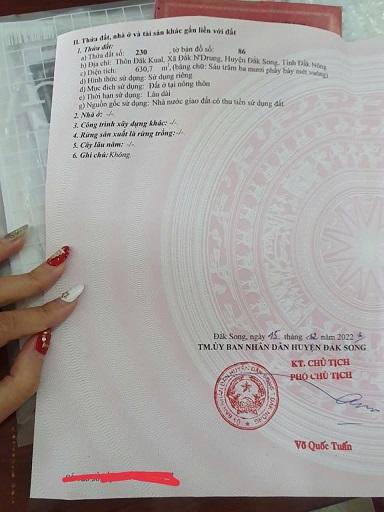 II. Thửa đất, nhà ở và tài sản khác gắn liền với đất
1. Thửa đất:
a) Thửa đất số: 230 , tờ bản đồ số: 86
b) Địa chỉ: Thôn Đăk Kual, Xã Đăk N'Drung, Huyện Đăk Song, Tỉnh Đăk Nông
c) Diện tích: 630,7 m², (bằng chữ: Sáu trăm ba mươi phẩy bảy mét vuông)
d) Hình thức sử dụng: Sử dụng riêng
đ) Mục đích sử dụng: Đất ở tại nông thôn
e) Thời hạn sử dụng: Lâu dài
g) Nguồn gốc sử dụng: Nhà nước giao đất có thu tiền sử dụng đất
2. Nhà ở: -/-
3. Công trình xây dựng khác: -/-
4. Rừng sản xuất là rừng trồng:-/-
5. Cây lâu năm: -/-
6. Ghi chú:Không.
Đăk Song, ngày 15 tháng 12 năm 2022
TM.ỦY BAN NHÂN DÂN HUYỆN ĐĂK SONG
KT. CHỦ TỊCH
PHÓ CHỦ TỊCH
Võ Quốc Tuấn